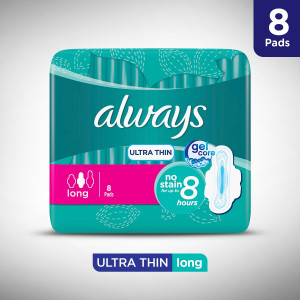 8
Pads
always
ULTRA THIN
gel
core
no
stain
for up to
8
hours
long
8
Pads
ULTRA THIN long